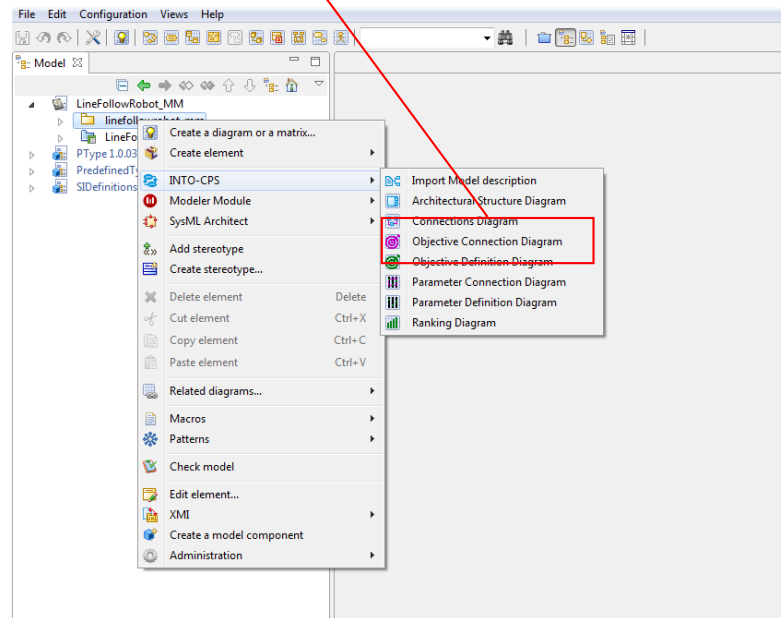 File Edit Configuration Views Help
Model
LineFollowRobot_MM
linefollowrobot-mm
LineFo
PType 1.0.03
PredefinedTy
SIDefinitions
Create a diagram or a matrix...
Create element
INTO-CPS
Modeler Module
SysML Architect
Add stereotype
Create stereotype...
Delete element Delete
Cut element Ctrl+X
Copy element Ctrl+C
Paste element Ctrl+V
Related diagrams...
Macros
Patterns
Check model
Edit element...
XMI
Create a model component
Administration
Import Model description
Architectural Structure Diagram
Connections Diagram
Objective Connection Diagram
Objective Definition Diagram
Parameter Connection Diagram
Parameter Definition Diagram
Ranking Diagram